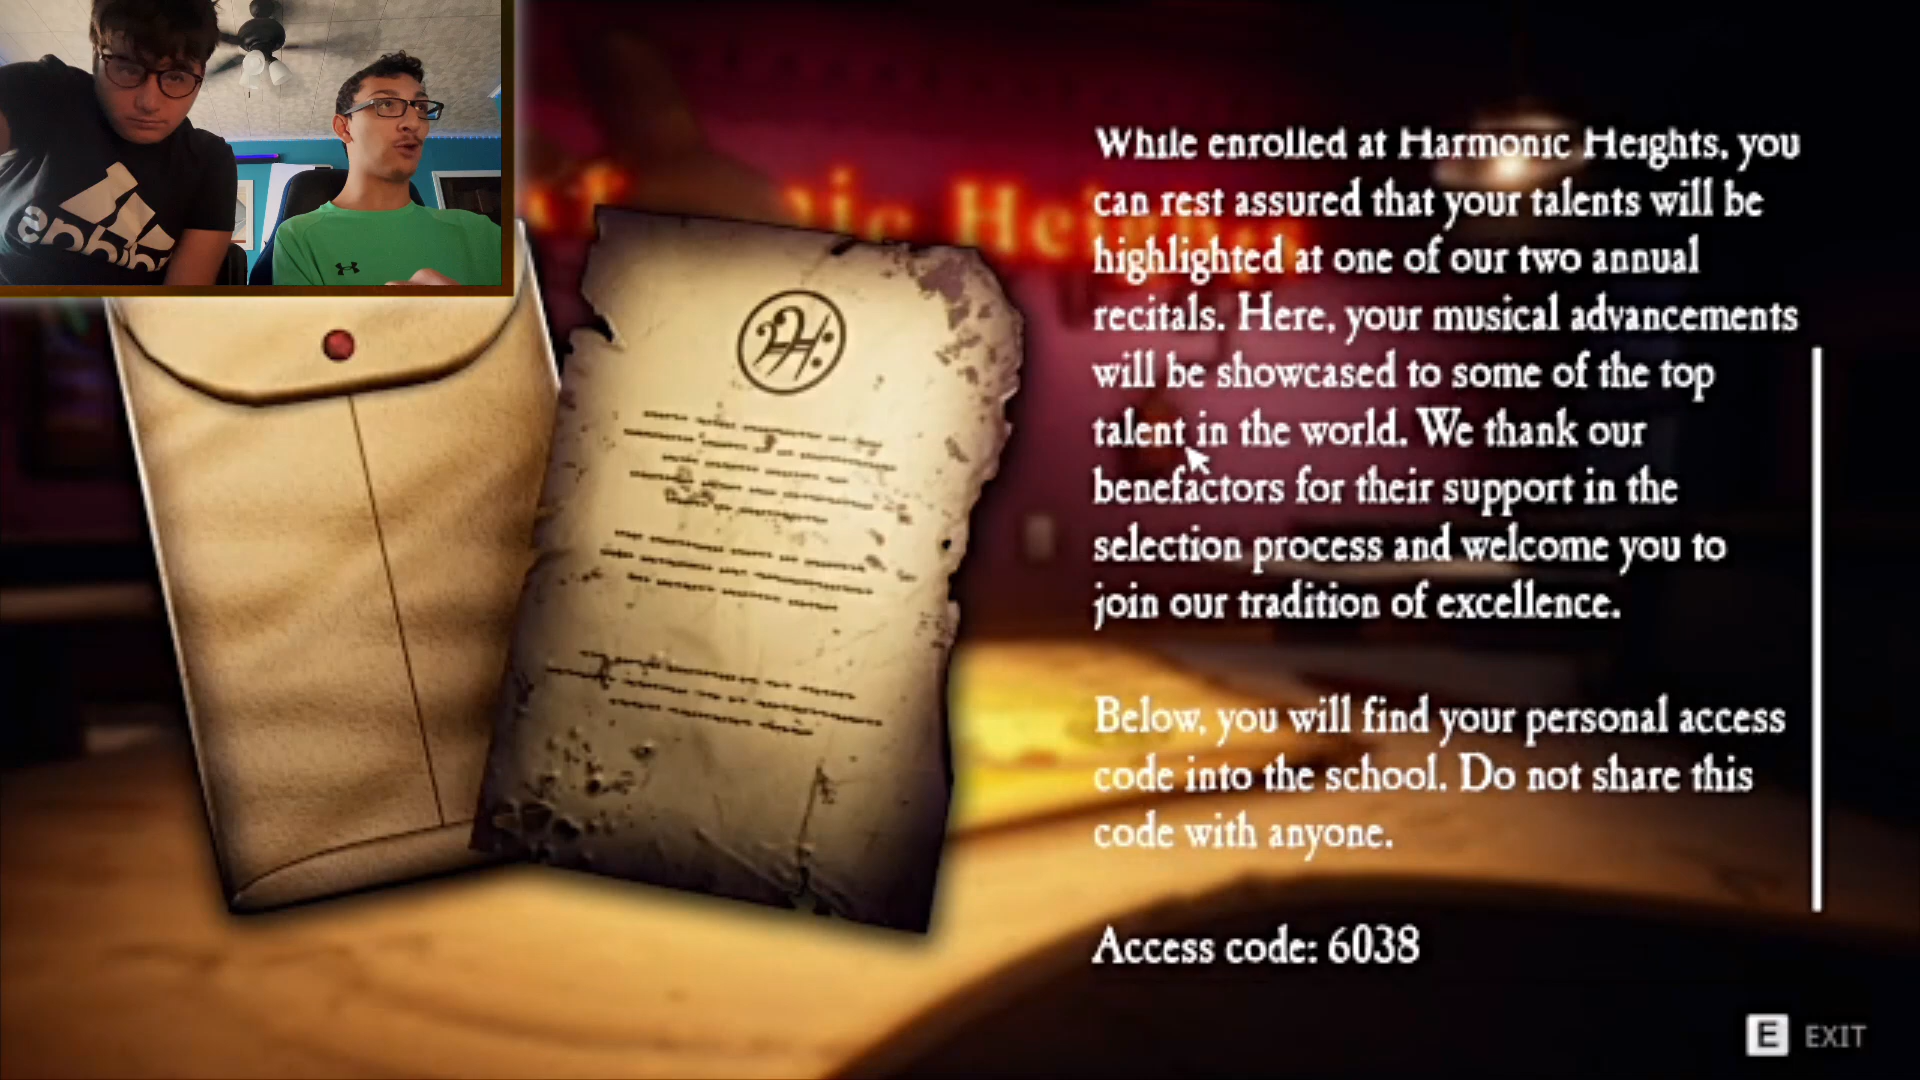 adidas
ic Heights
While enrolled at Harmonic Heights, you
can rest assured that your talents will be
highlighted at one of our two annual
recitals. Here, your musical advancements
will be showcased to some of the top
talent in the world. We thank our
benefactors for their support in the
selection process and welcome you to
join our tradition of excellence.
Below, you will find your personal access
code into the school. Do not share this
code with anyone.
Access code: 6038
E EXIT